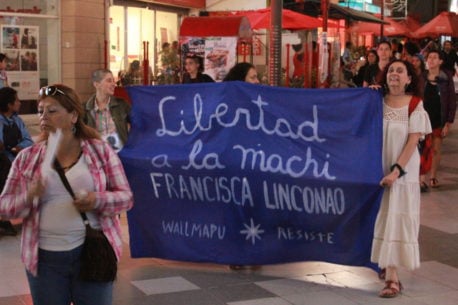 Libertad
a la machi
FRANCISCA LINCONAO
WALLMAPU RESISTE